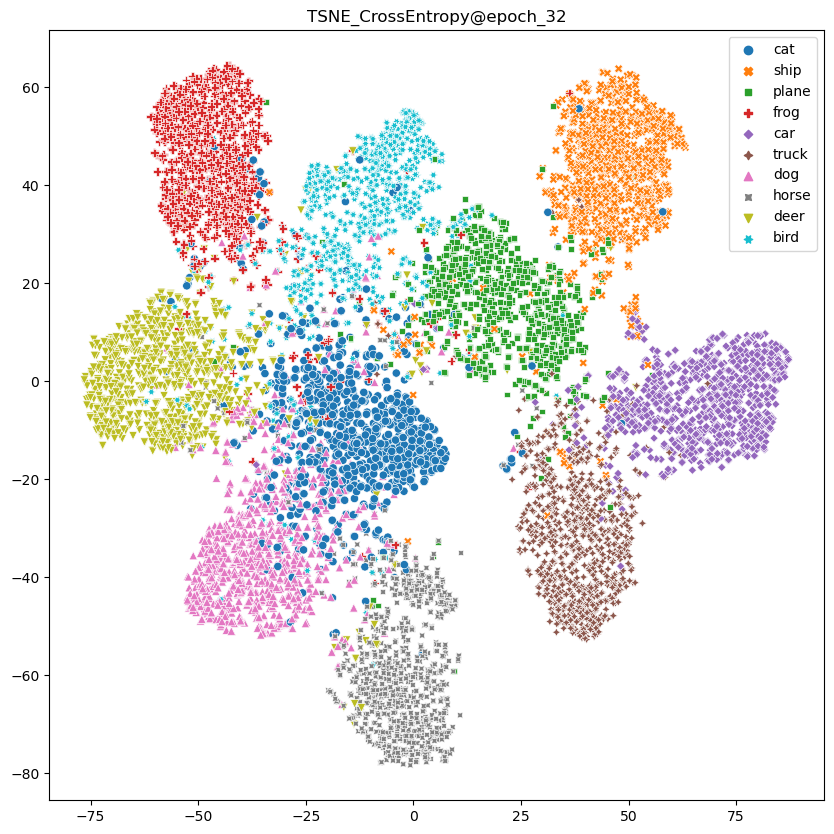 TSNE_CrossEntropy@epoch_32
cat
ship
plane
frog
car
truck
dog
horse
deer
bird
60
40
20
0
−20
−40
−60
−80
−75
−50
−25
0
25
50
75